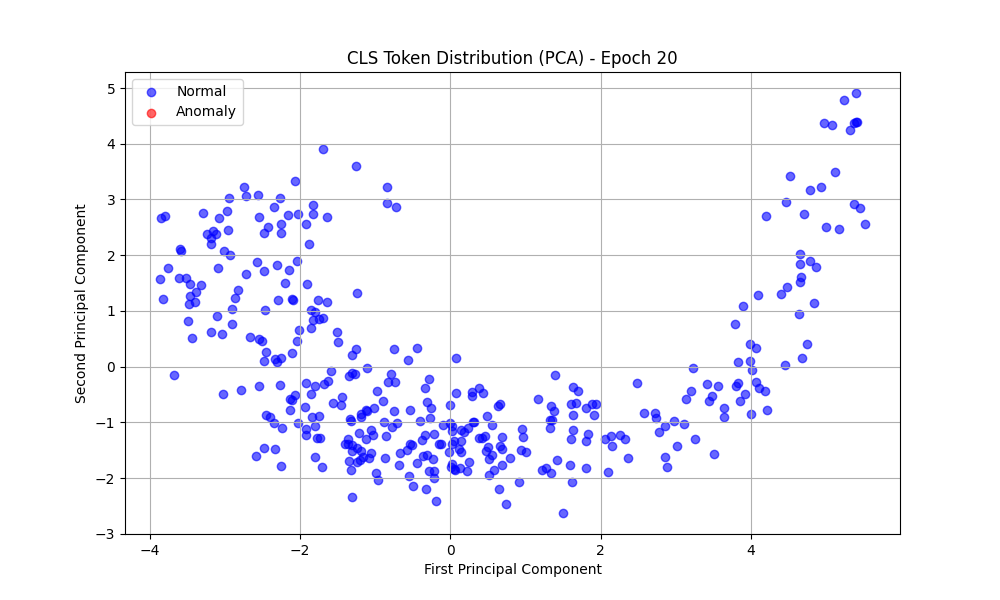 CLS Token Distribution (PCA) - Epoch 20
Normal
Anomaly
5
4
3
2
1
0
−1
−2
−3
Second Principal Component
−4
−2
0
2
4
First Principal Component